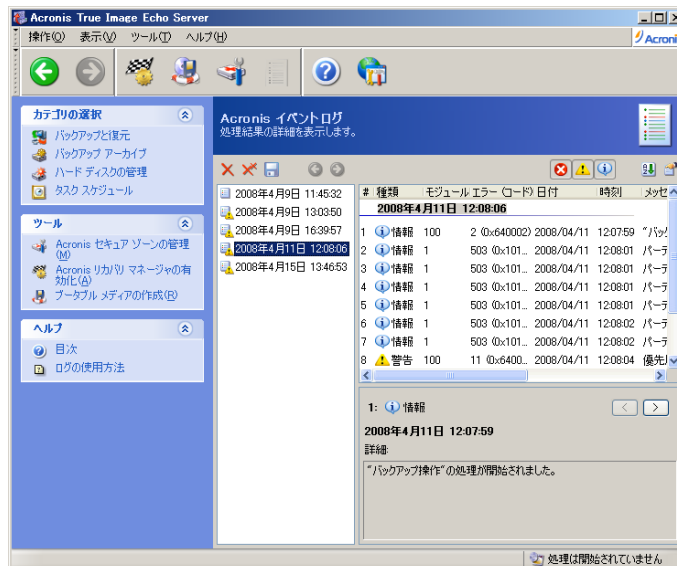 Acronis True Image Echo Server
操作(O) 表示(V) ツール(T) ヘルプ(H)
Acroni
カテゴリの選択
バックアップと復元
バックアップ アーカイブ
ハード ディスクの管理
タスク スケジュール
ツール
Acronis セキュア ゾーンの管理
(M)
Acronis リカバリ マネージャの有
効化(A)
ブータブル メディアの作成(R)
ヘルプ
目次
ログの使用方法
Acronis イベントログ
処理結果の詳細を表示します。
2008年4月9日 11:45:32
2008年4月9日 13:03:50
2008年4月9日 16:39:57
2008年4月11日 12:08:06
2008年4月15日 13:46:53
# 種類 モジュール エラー (コード) 日付 時刻 メッセ
2008年4月11日 12:08:06
1 情報 100 2 (0x640002) 2008/04/11 12:07:59 "バッ
2 情報 1 503 (0x101... 2008/04/11 12:08:01 パーテ
3 情報 1 503 (0x101... 2008/04/11 12:08:01 パーテ
4 情報 1 503 (0x101... 2008/04/11 12:08:01 パーテ
5 情報 1 503 (0x101... 2008/04/11 12:08:01 パーテ
6 情報 1 503 (0x101... 2008/04/11 12:08:02 パーテ
7 情報 1 503 (0x101... 2008/04/11 12:08:02 パーテ
8 警告 100 11 (0x6400... 2008/04/11 12:08:04 優先
1: 情報
2008年4月11日 12:07:59
詳細:
"バックアップ操作"の処理が開始されました。
処理は開始されていません